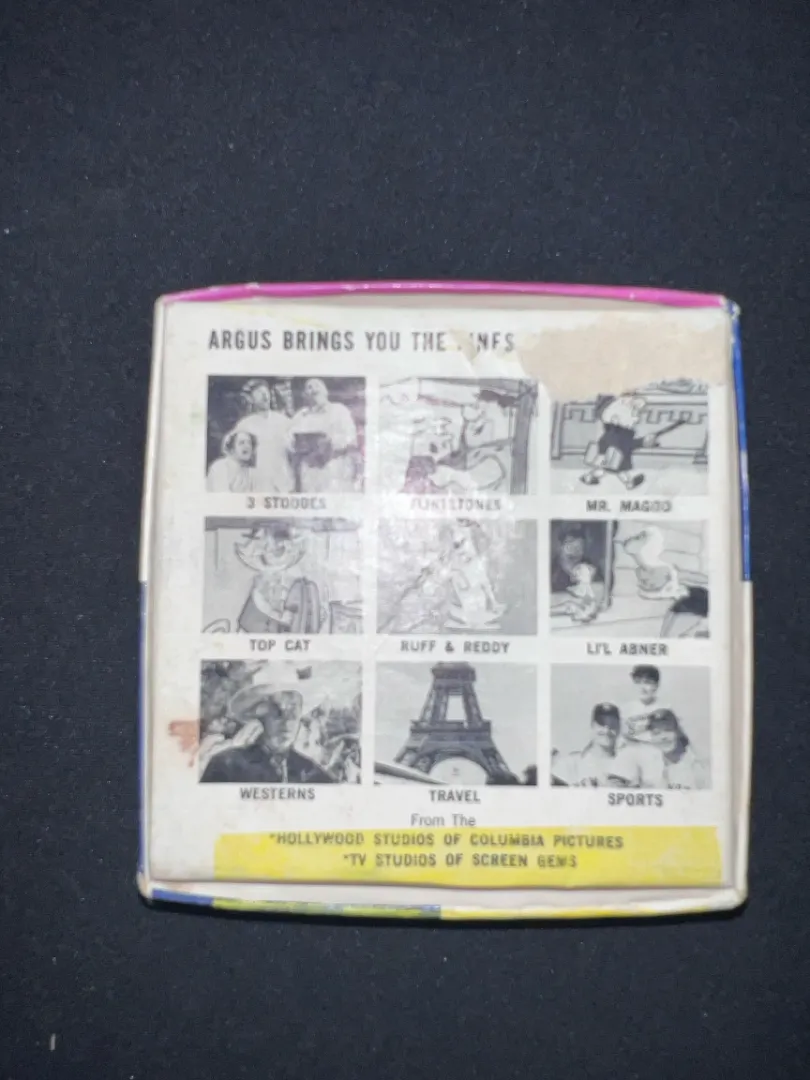 ARGUS BRINGS YOU THE
3 STOOGES
FLINTSTONES
MR. MAGOO
TOP CAT
RUFF & REDDY
LI'L ABNER
WESTERNS
TRAVEL
SPORTS
From The
*HOLLYWOOD STUDIOS OF COLUMBIA PICTURES
*TV STUDIOS OF SCREEN GEMS